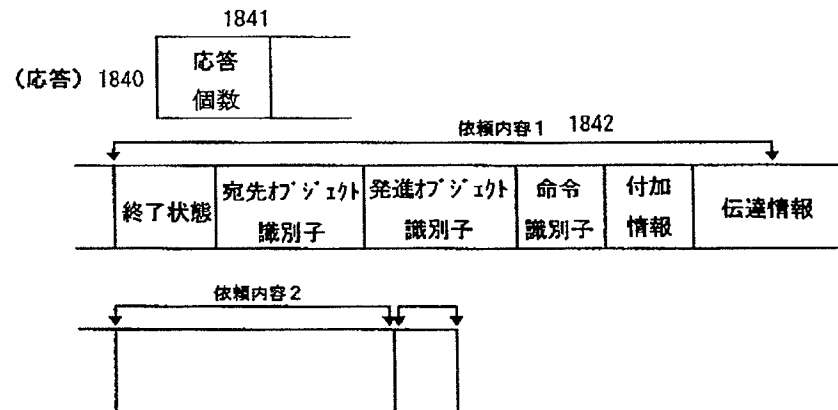 1841
(応答) 1840
応答
個数
依頼内容1 1842
終了状態
宛先オブジェクト
識別子
発進オブジェクト
識別子
命令
識別子
付加
情報
伝達情報
依頼内容2